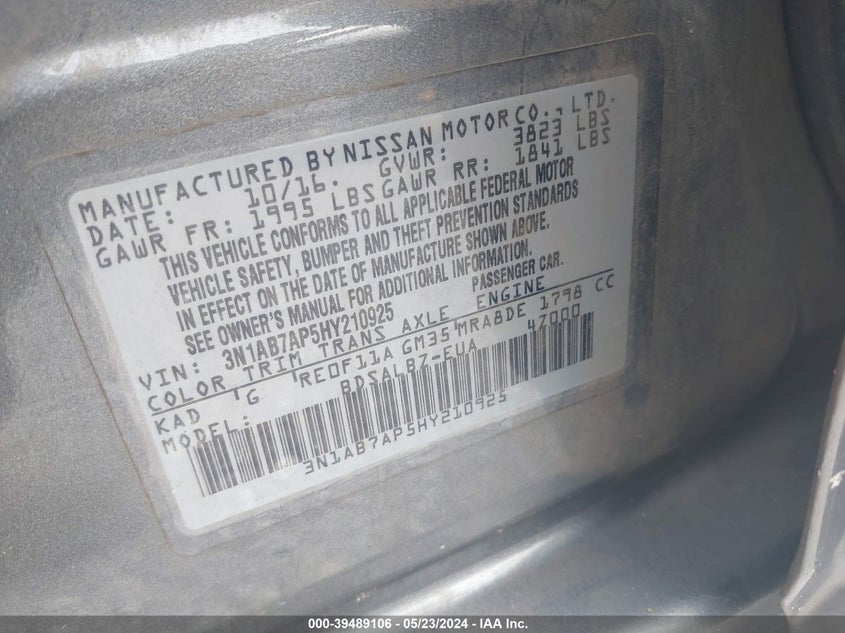 MANUFACTURED BY NISSAN MOTOR CO., LTD.
DATE: 10/16. GVWR: 3823 LBS
GAWR FR: 1995 LBS GAWR RR: 1841 LBS
THIS VEHICLE CONFORMS TO ALL APPLICABLE FEDERAL MOTOR
VEHICLE SAFETY, BUMPER AND THEFT PREVENTION STANDARDS
IN EFFECT ON THE DATE OF MANUFACTURE SHOWN ABOVE.
SEE OWNER'S MANUAL FOR ADDITIONAL INFORMATION.
VIN: 3N1AB7AP5HY210925 PASSENGER CAR.
COLOR TRIM TRANS AXLE ENGINE
KAD G RE0F11A GM35 MRA8DE 1798 CC
MODEL: BDSALBZ-EUA 47000
3N1AB7AP5HY210925
000-39489106 - 05/23/2024 - IAA Inc.